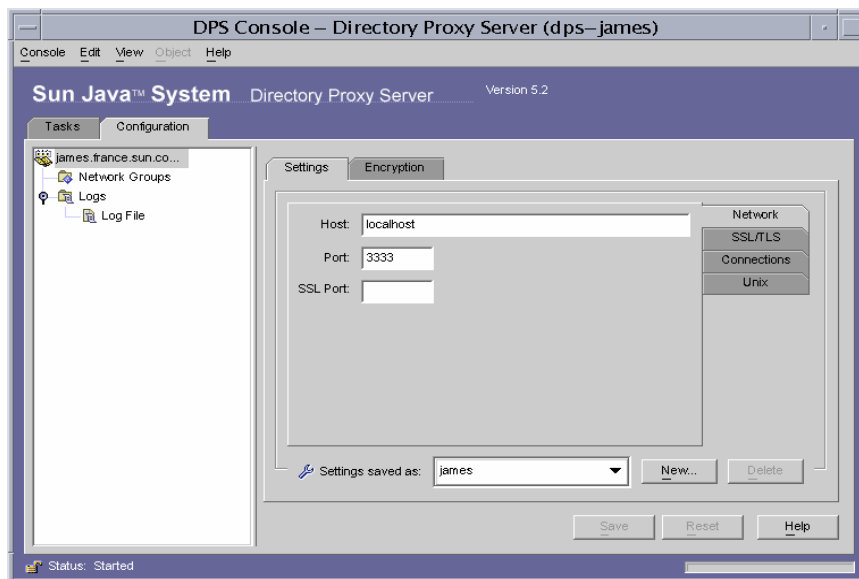 DPS Console – Directory Proxy Server (dps–james)
Console Edit View Object Help
Sun Java™ System Directory Proxy Server Version 5.2
Tasks Configuration
james.france.sun.co...
Network Groups
Logs
Log File
Settings Encryption
Host: localhost
Port: 3333
SSL Port:
Network
SSL/TLS
Connections
Unix
Settings saved as: james New... Delete
Save Reset Help
Status: Started